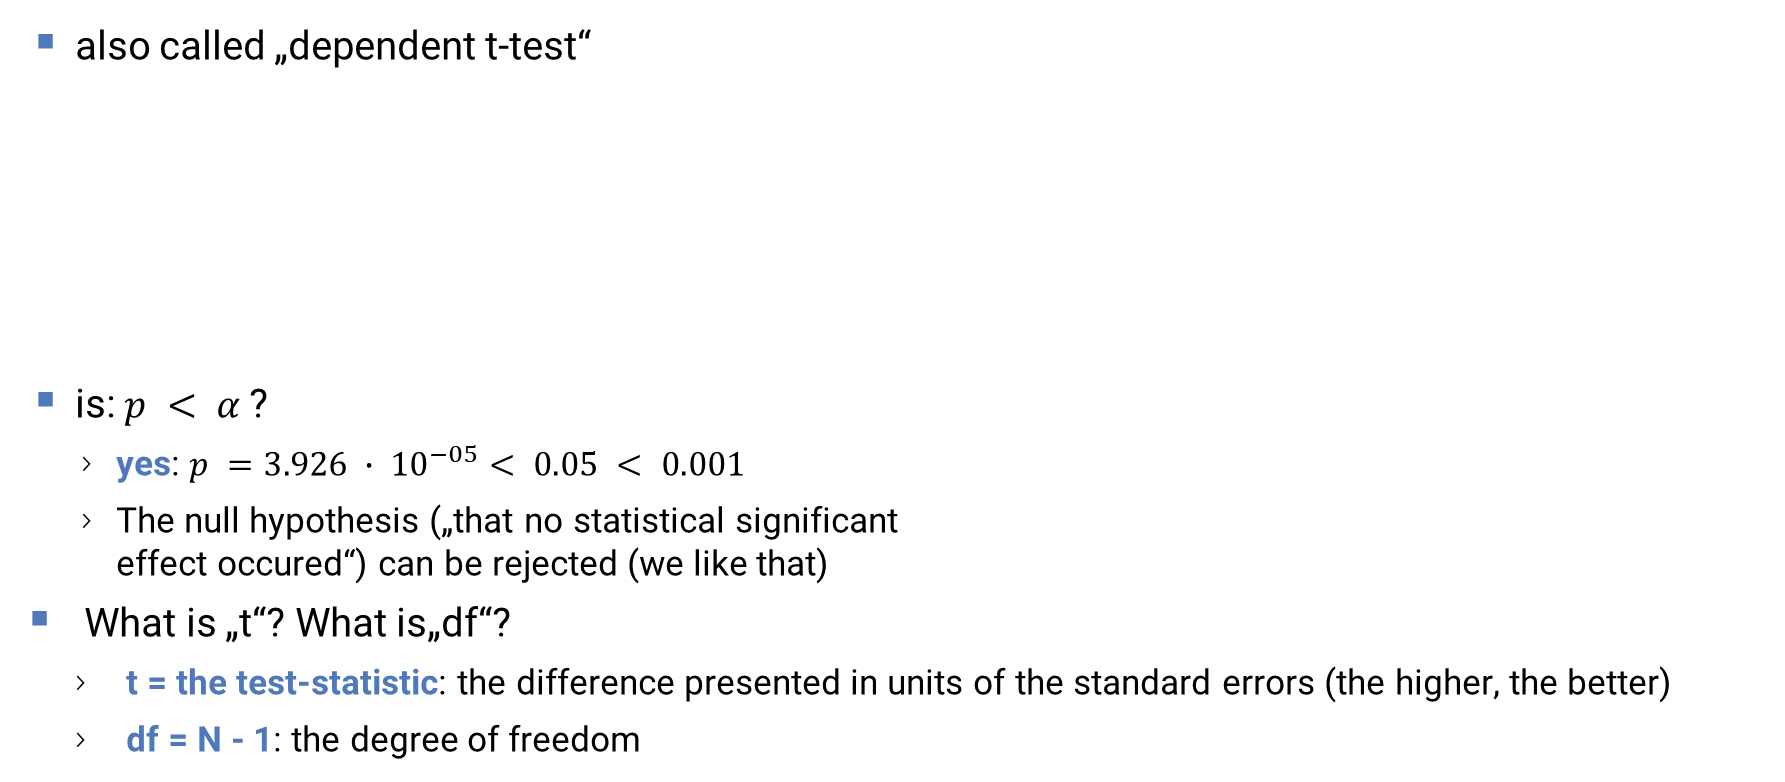 also called „dependent t-test“
is: p < α ?
yes: p = 3.926 · 10⁻⁰⁵ < 0.05 < 0.001
The null hypothesis („that no statistical significant
effect occured“) can be rejected (we like that)
What is „t“? What is„df“?
t = the test-statistic: the difference presented in units of the standard errors (the higher, the better)
df = N - 1: the degree of freedom